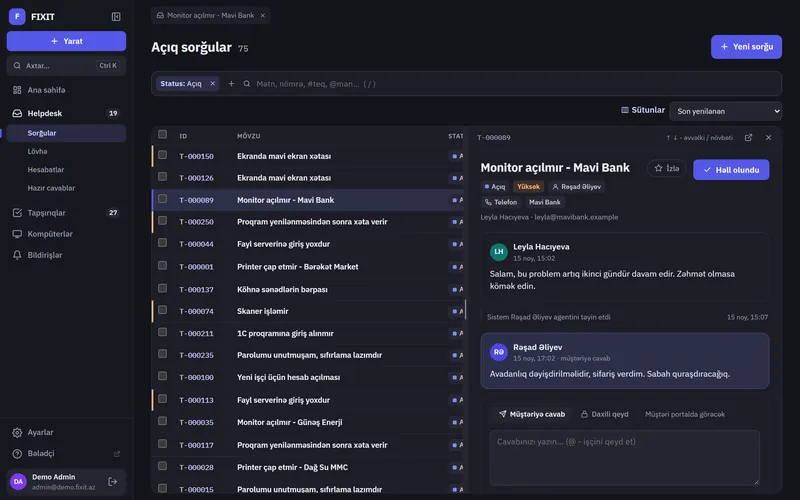 F FIXIT
+ Yarat
Axtar... Ctrl K
Ana səhifə
Helpdesk 19
Sorğular
Lövhə
Hesabatlar
Hazır cavablar
Tapşırıqlar 27
Kompüterlər
Bildirişlər
Ayarlar
Bələdçi
DA Demo Admin
admin@demo.fixit.az
Monitor açılmır - Mavi Bank ×
Açıq sorğular 75
+ Yeni sorğu
Status: Açıq × + Mətn, nömrə, #teq, @mən... ( / )
Sütunlar Son yenilənən
ID MÖVZU STAT
T-000150 Ekranda mavi ekran xətası
T-000126 Ekranda mavi ekran xətası
T-000089 Monitor açılmır - Mavi Bank
T-000250 Proqram yenilənməsindən sonra xəta verir
T-000044 Fayl serverinə giriş yoxdur
T-000001 Printer çap etmir - Bərəkət Market
T-000137 Köhnə sənədlərin bərpası
T-000074 Skaner işləmir
T-000211 1C proqramına giriş alınmır
T-000235 Parolumu unutmuşam, sıfırlama lazımdır
T-000100 Yeni işçi üçün hesab açılması
T-000113 Fayl serverinə giriş yoxdur
T-000035 Monitor açılmır - Günəş Enerji
T-000117 Proqram yenilənməsindən sonra xəta verir
T-000028 Printer çap etmir - Dağ Su MMC
T-000015 Parolumu unutmuşam, sıfırlama lazımdır
T-000089 ↑ ↓ - əvvəlki / növbəti ×
Monitor açılmır - Mavi Bank İzlə Həll olundu
Açıq Yüksək Rəşad Əliyev
Telefon Mavi Bank
Leyla Hacıyeva - leyla@mavibank.example
LH Leyla Hacıyeva
15 noy, 15:02
Salam, bu problem artıq ikinci gündür davam edir. Zəhmət olmasa
kömək edin.
Sistem Rəşad Əliyev agentini təyin etdi 15 noy, 15:07
RƏ Rəşad Əliyev
15 noy, 17:02 · müştəriyə cavab
Avadanlıq dəyişdirilməlidir, sifariş verdim. Sabah quraşdıracağıq.
Müştəriyə cavab Daxili qeyd Müştəri portalda görəcək
Cavabınızı yazın... (@ - işçini qeyd et)